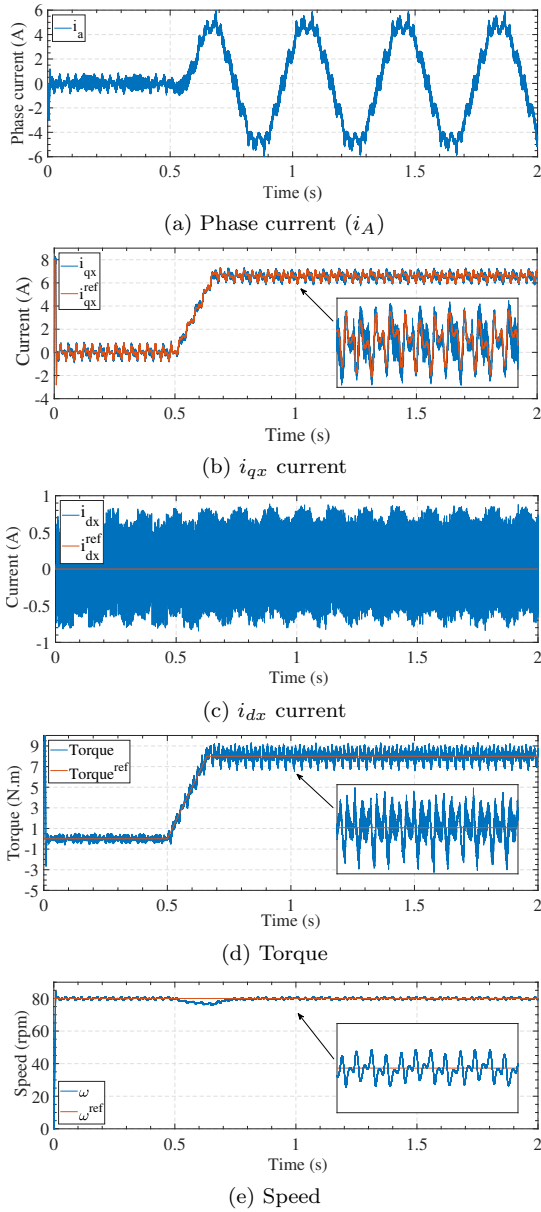 6
4
2
0
-2
-4
-6
Phase current (A)
i_a
0 0.5 1 1.5 2
Time (s)
(a) Phase current (i_A)
8
6
4
2
0
-2
-4
Current (A)
i_qx
i_qx^ref
0 0.5 1 1.5 2
Time (s)
(b) i_qx current
1
0.5
0
-0.5
-1
Current (A)
i_dx
i_dx^ref
0 0.5 1 1.5 2
Time (s)
(c) i_dx current
9
7
5
3
1
-1
-3
-5
Torque (N.m)
Torque
Torque^ref
0 0.5 1 1.5 2
Time (s)
(d) Torque
100
80
60
40
20
0
Speed (rpm)
ω
ω^ref
0 0.5 1 1.5 2
Time (s)
(e) Speed